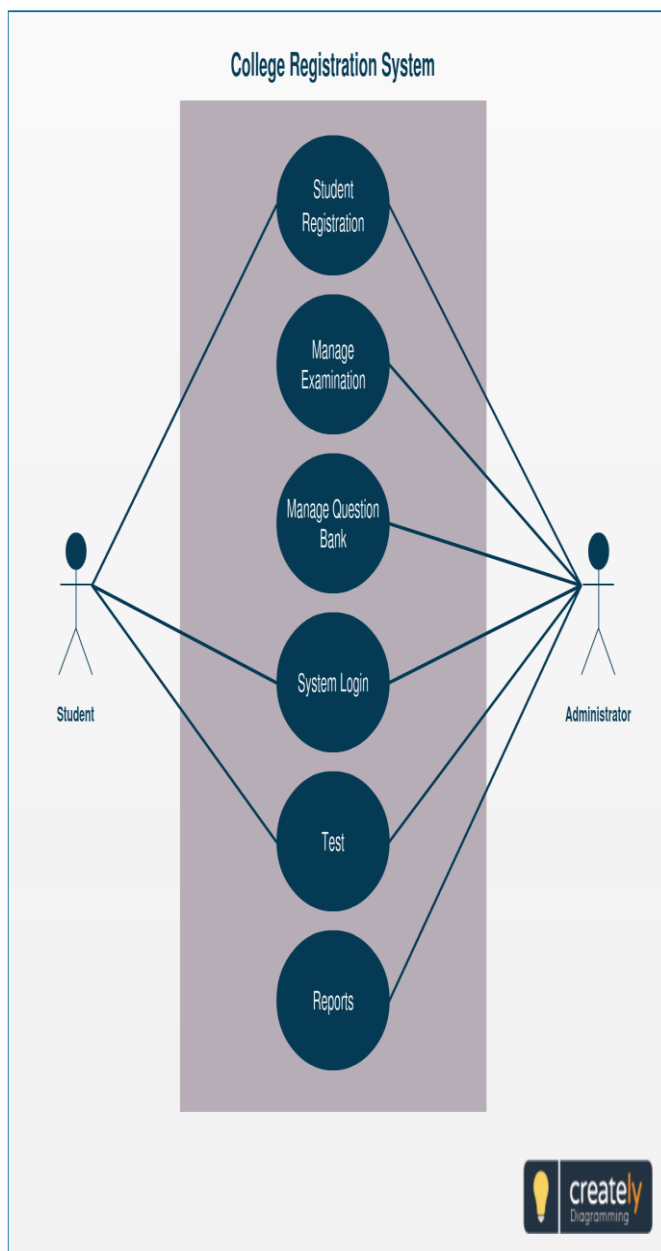 College Registration System
Student
Registration
Manage
Examination
Manage Question
Bank
System Login
Student
Administrator
Test
Reports
creately
Diagramming